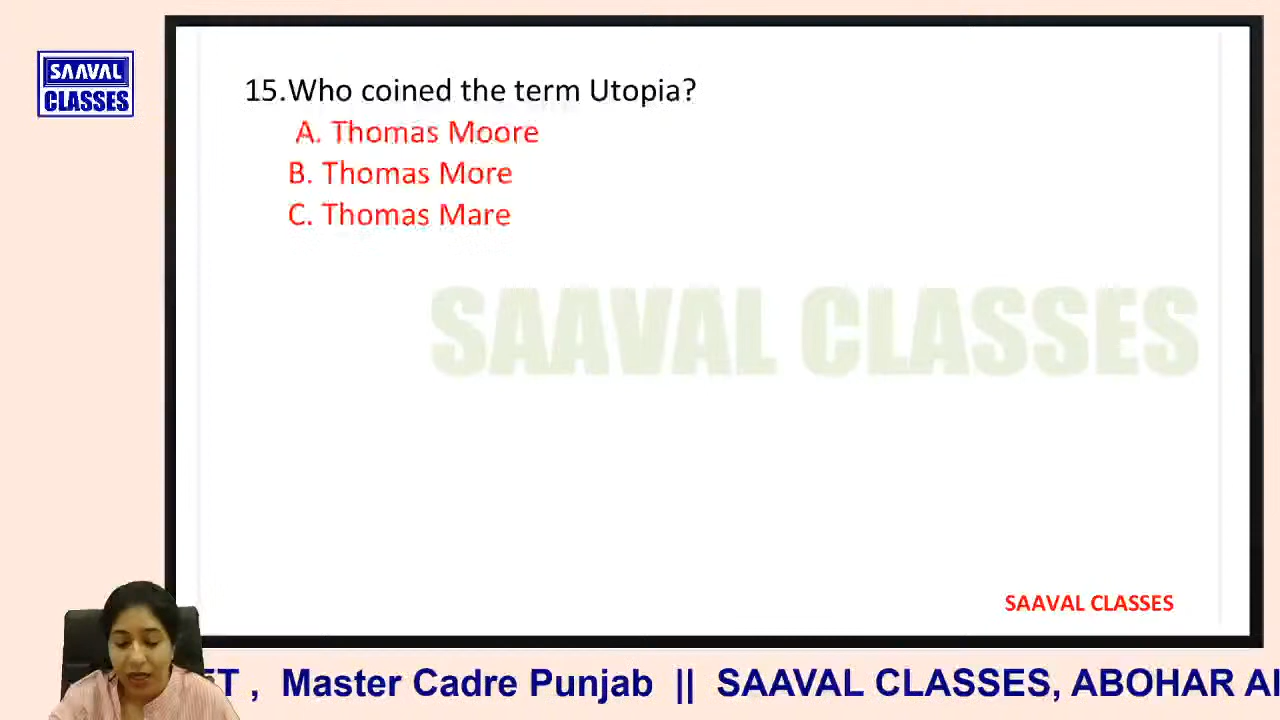 SAAVAL
CLASSES
15.Who coined the term Utopia?
A. Thomas Moore
B. Thomas More
C. Thomas Mare
SAAVAL CLASSES
SAAVAL CLASSES
, Master Cadre Punjab || SAAVAL CLASSES, ABOHAR